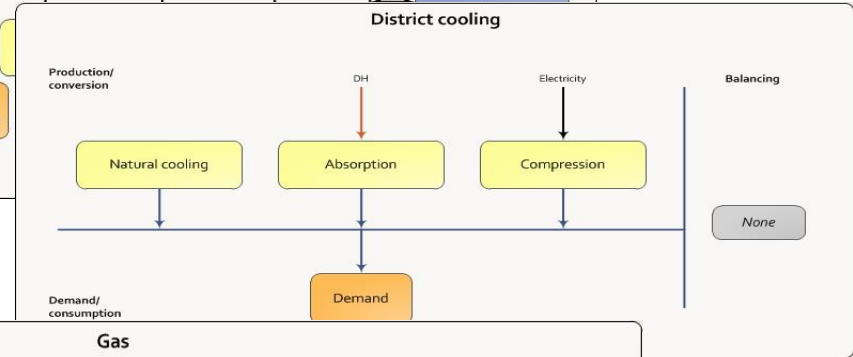 District cooling
Production/
conversion
DH
Electricity
Balancing
Natural cooling
Absorption
Compression
None
Demand
Demand/
consumption
Gas